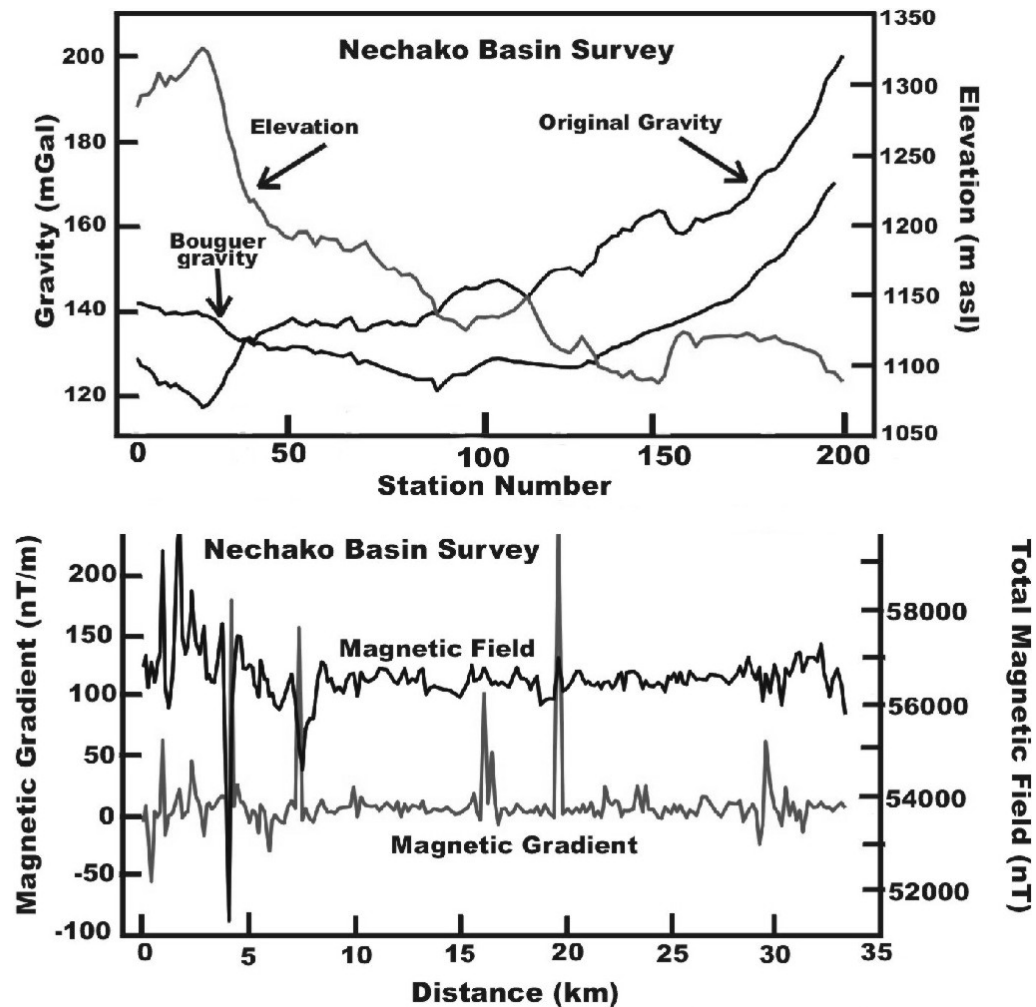 Nechako Basin Survey
Gravity (mGal)
200
180
160
140
120
Elevation
Original Gravity
Bouguer
gravity
1350
1300
1250
1200
1150
1100
1050
Elevation (m asl)
0 50 100 150 200
Station Number
Nechako Basin Survey
Magnetic Gradient (nT/m)
200
150
100
50
0
-50
-100
Magnetic Field
Magnetic Gradient
58000
56000
54000
52000
Total Magnetic Field (nT)
0 5 10 15 20 25 30 35
Distance (km)